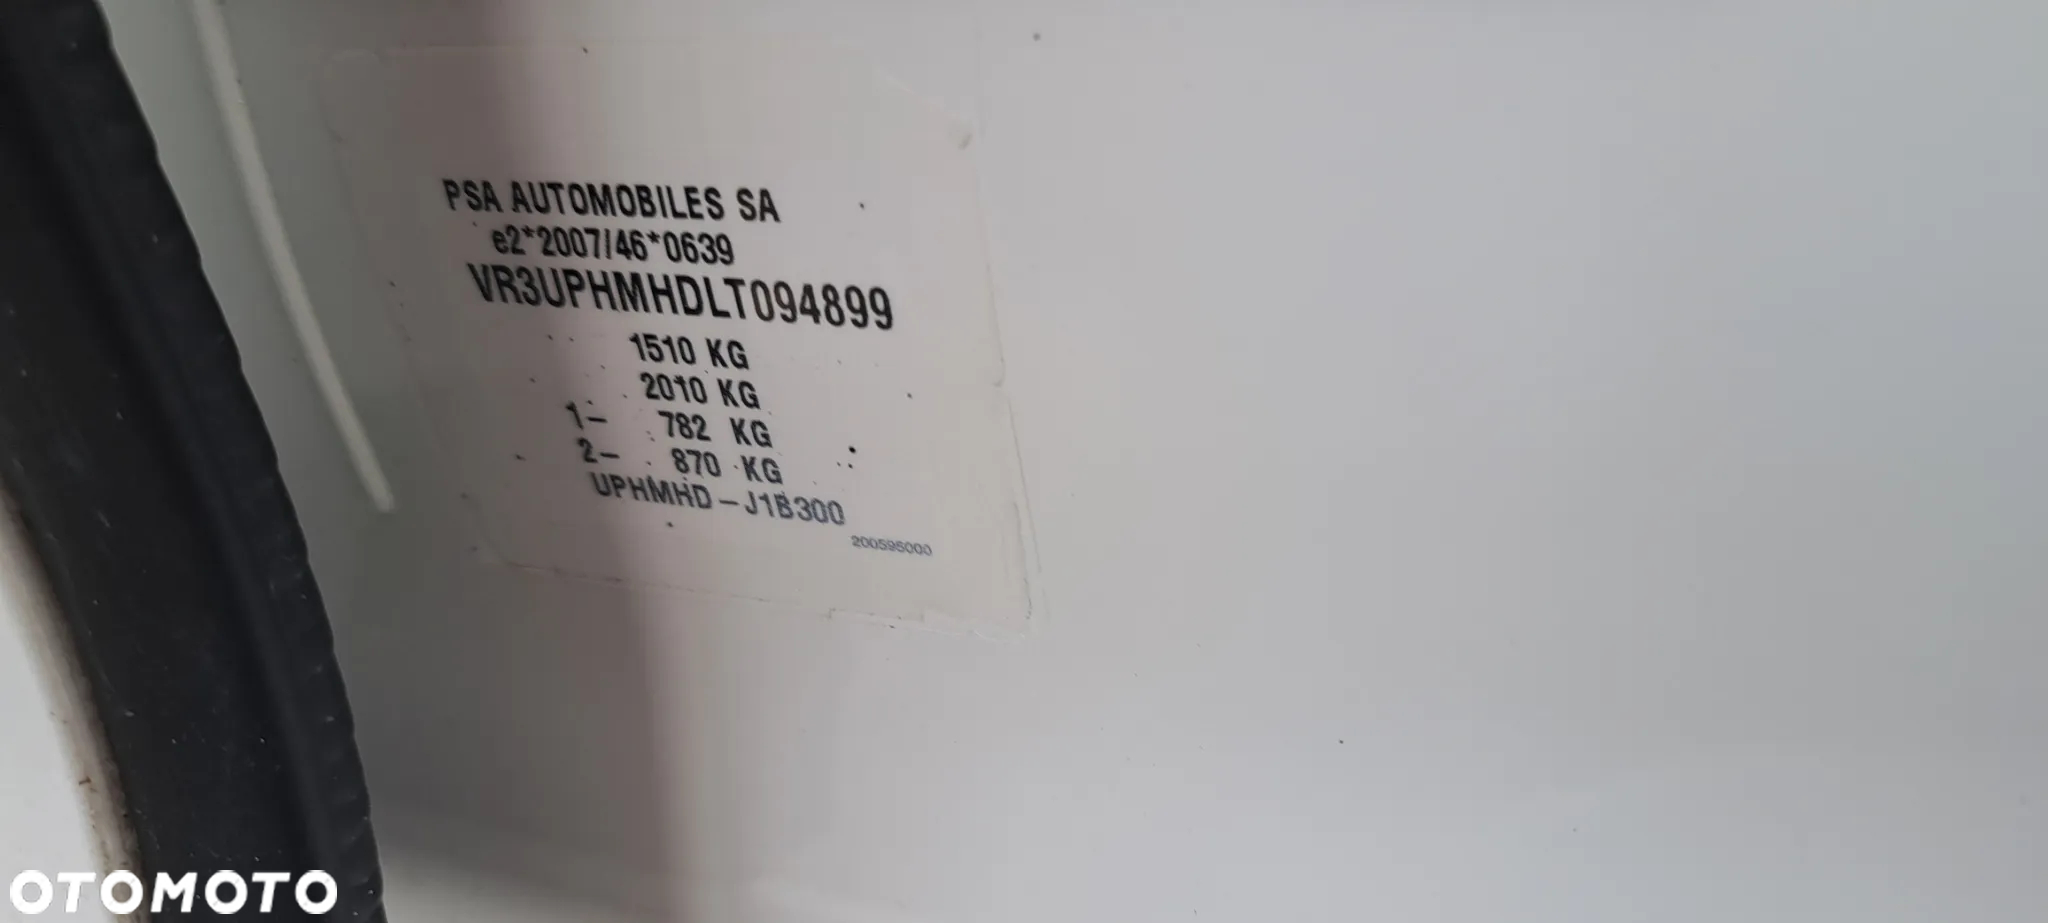 PSA AUTOMOBILES SA
e2*2007/46*0639
VR3UPHMHDLT094899
1510 KG
2010 KG
1- 782 KG
2- 870 KG
UPHMHD-J1B300
200595000
OTOMOTO